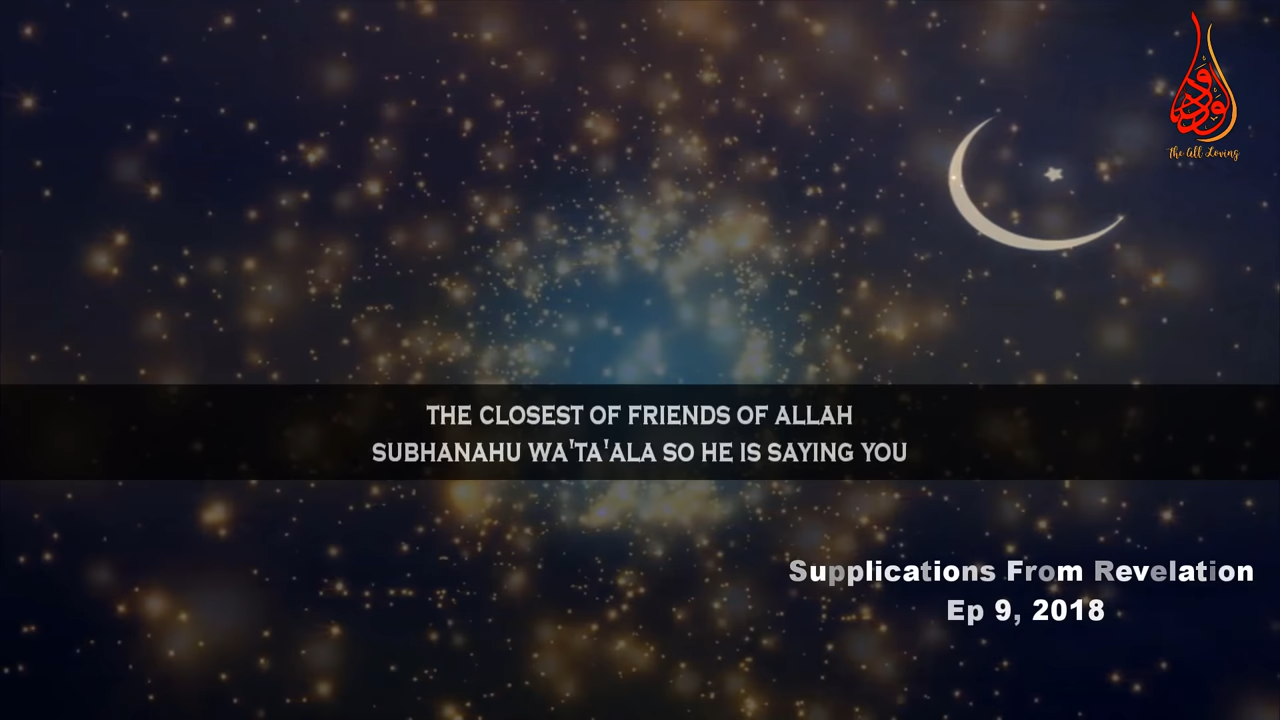 The All Loving
THE CLOSEST OF FRIENDS OF ALLAH
SUBHANAHU WA'TA'ALA SO HE IS SAYING YOU
Supplications From Revelation
Ep 9, 2018